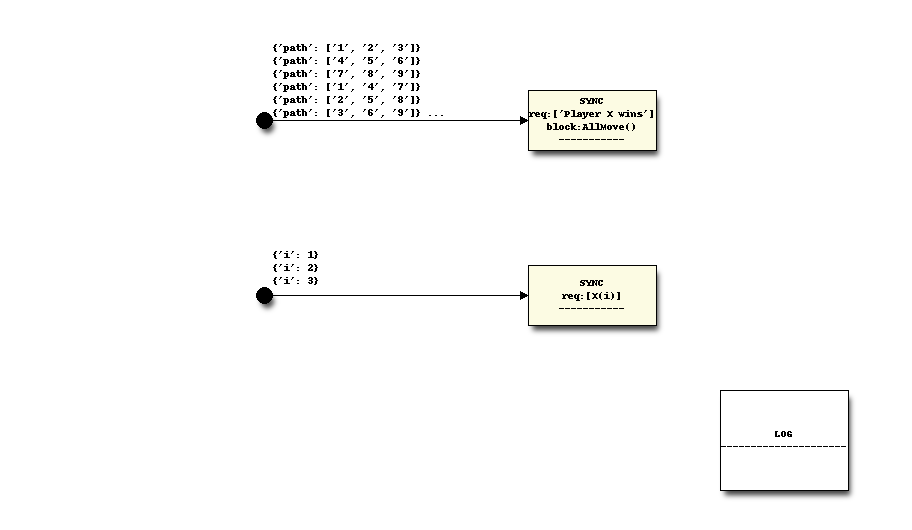 {'path': ['1', '2', '3']}
{'path': ['4', '5', '6']}
{'path': ['7', '8', '9']}
{'path': ['1', '4', '7']}
{'path': ['2', '5', '8']}
{'path': ['3', '6', '9']} ...
SYNC
req:['Player X wins']
block:AllMove()
-----------
{'i': 1}
{'i': 2}
{'i': 3}
SYNC
req:[X(i)]
-----------
LOG
---------------------